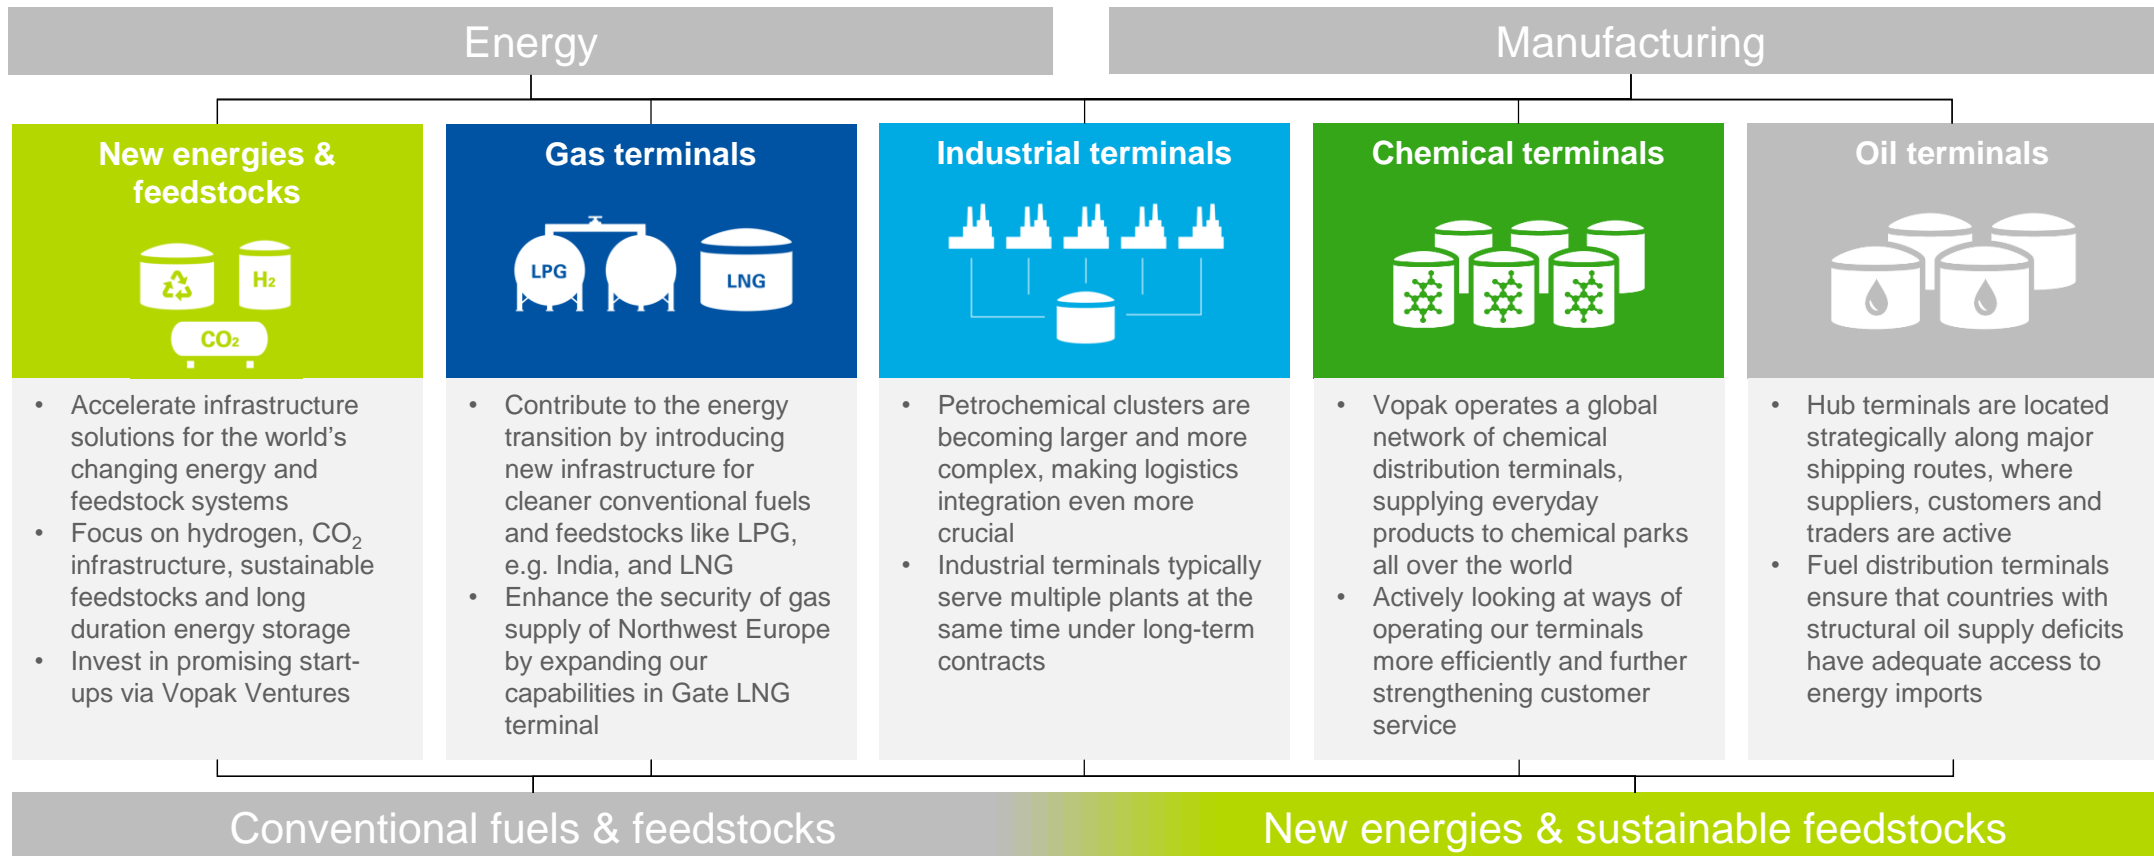 Energy
Manufacturing
New energies &
feedstocks
H2
CO2
• Accelerate infrastructure
solutions for the world's
changing energy and
feedstock systems
• Focus on hydrogen, CO2
infrastructure, sustainable
feedstocks and long
duration energy storage
• Invest in promising start-
ups via Vopak Ventures
Gas terminals
LPG
LNG
• Contribute to the energy
transition by introducing
new infrastructure for
cleaner conventional fuels
and feedstocks like LPG,
e.g. India, and LNG
• Enhance the security of gas
supply of Northwest Europe
by expanding our
capabilities in Gate LNG
terminal
Industrial terminals
• Petrochemical clusters are
becoming larger and more
complex, making logistics
integration even more
crucial
• Industrial terminals typically
serve multiple plants at the
same time under long-term
contracts
Chemical terminals
• Vopak operates a global
network of chemical
distribution terminals,
supplying everyday
products to chemical parks
all over the world
• Actively looking at ways of
operating our terminals
more efficiently and further
strengthening customer
service
Oil terminals
• Hub terminals are located
strategically along major
shipping routes, where
suppliers, customers and
traders are active
• Fuel distribution terminals
ensure that countries with
structural oil supply deficits
have adequate access to
energy imports
Conventional fuels & feedstocks
New energies & sustainable feedstocks